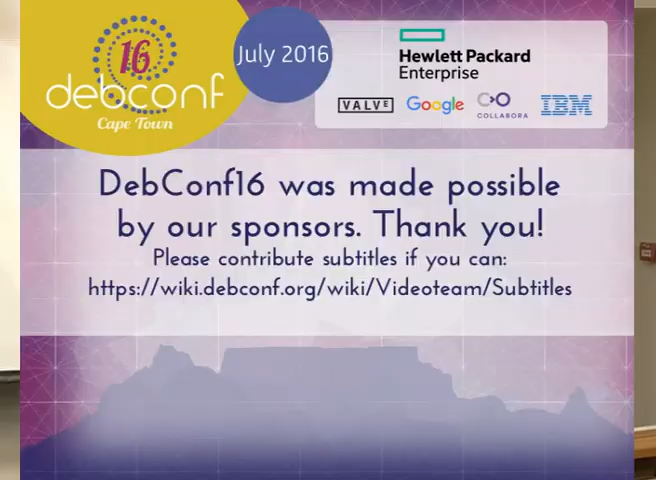 16
debconf
Cape Town
July 2016
Hewlett Packard
Enterprise
VALVE
Google
COLLABORA
IBM
DebConf16 was made possible
by our sponsors. Thank you!
Please contribute subtitles if you can:
https://wiki.debconf.org/wiki/Videoteam/Subtitles